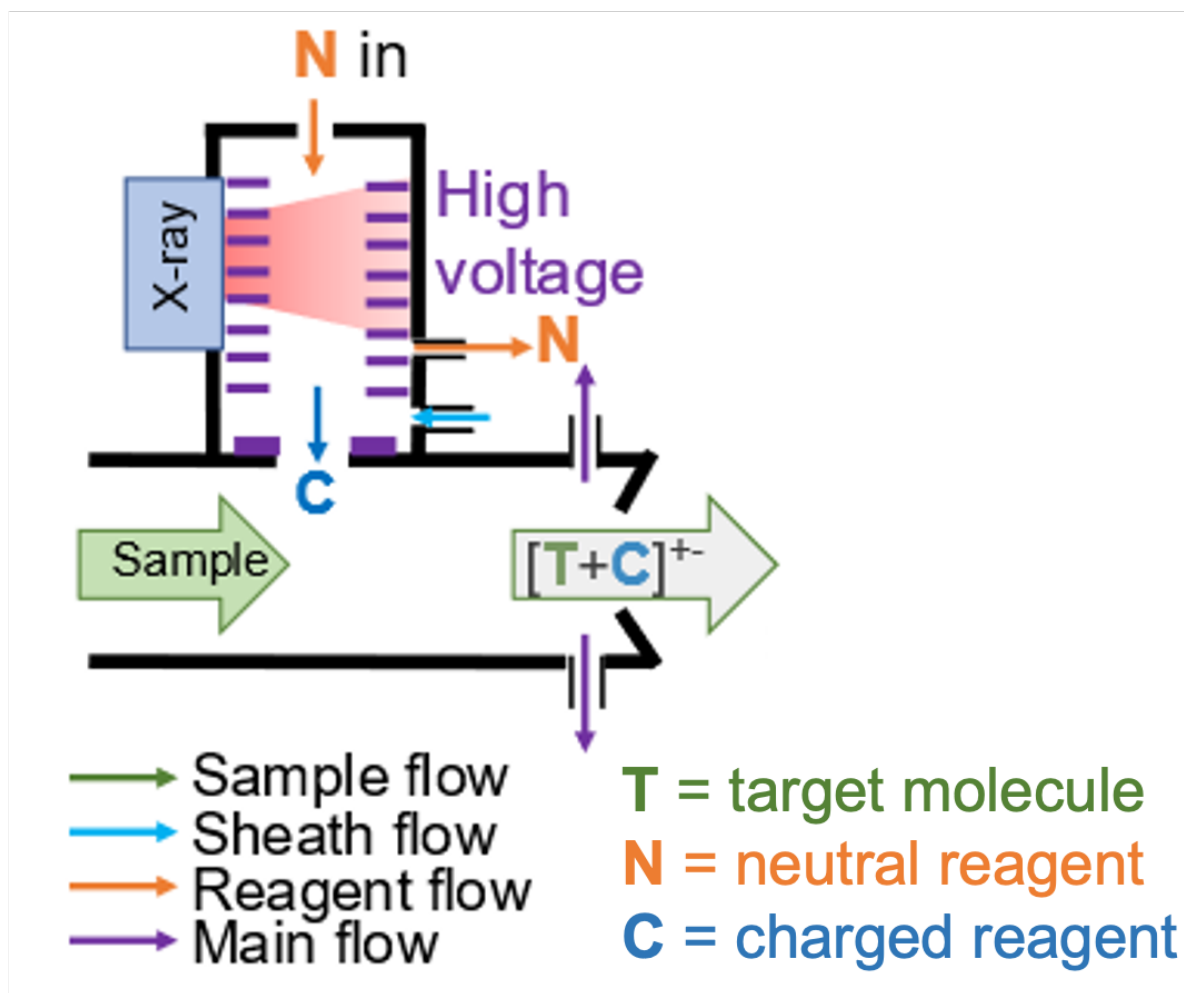 N in
X-ray
High
voltage
N
C
Sample
[T+C]+-
Sample flow
Sheath flow
Reagent flow
Main flow
T = target molecule
N = neutral reagent
C = charged reagent